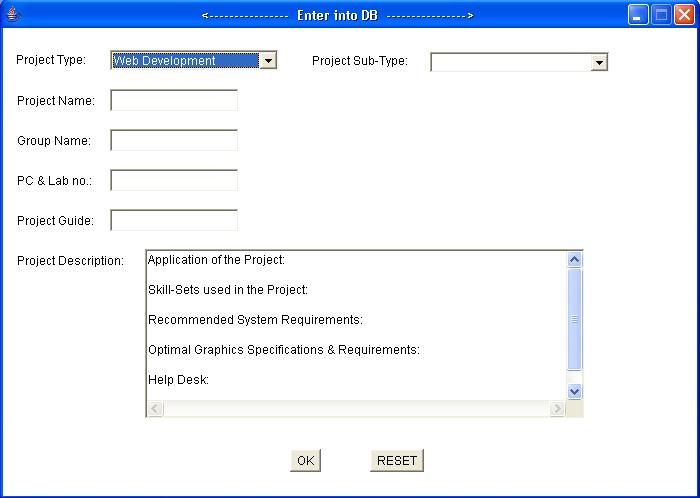 <---------------- Enter into DB --------------->
Project Type: Web Development Project Sub-Type:
Project Name:
Group Name:
PC & Lab no.:
Project Guide:
Project Description: Application of the Project:
Skill-Sets used in the Project:
Recommended System Requirements:
Optimal Graphics Specifications & Requirements:
Help Desk:
OK RESET